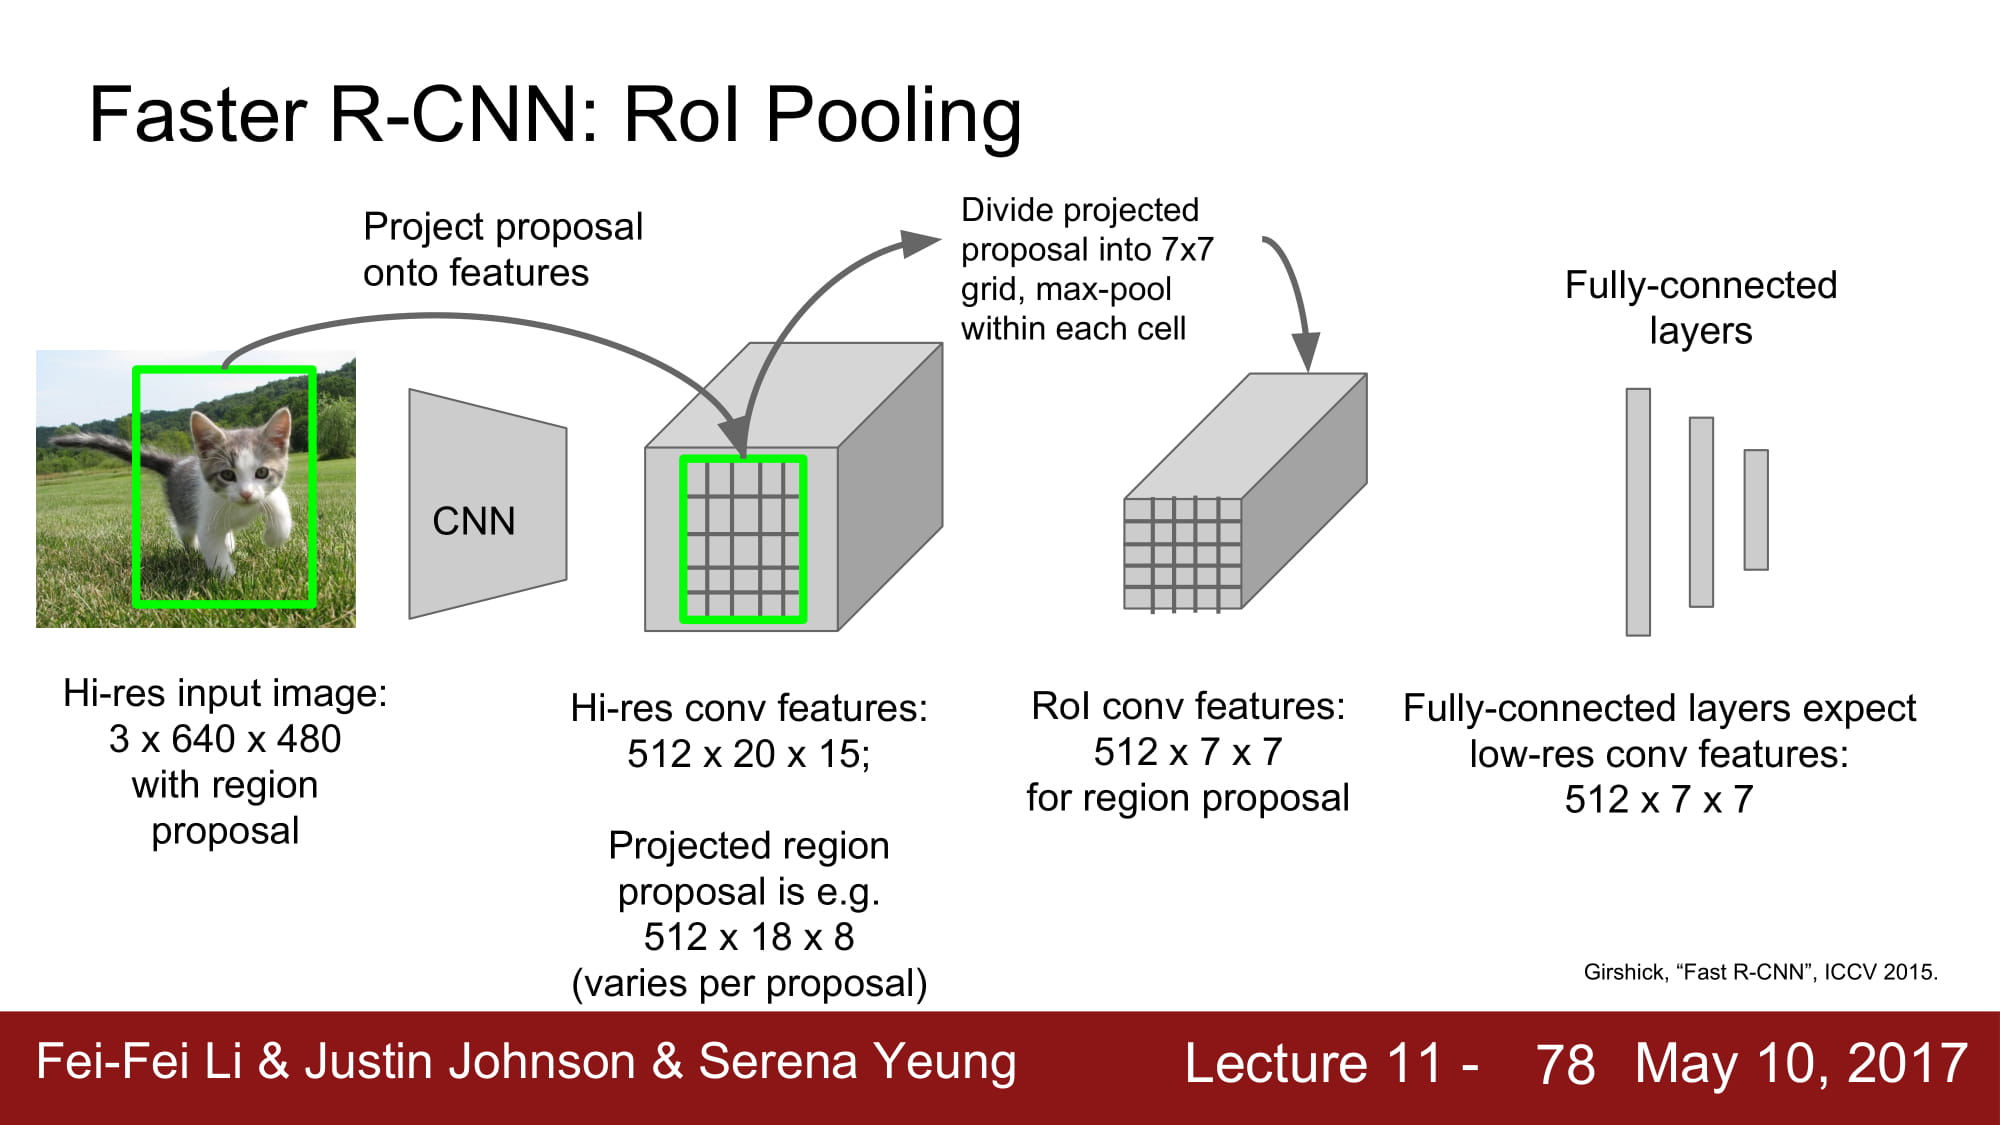 Faster R-CNN: RoI Pooling
Project proposal
onto features
Divide projected
proposal into 7x7
grid, max-pool
within each cell
Fully-connected
layers
CNN
Hi-res input image:
3 x 640 x 480
with region
proposal
Hi-res conv features:
512 x 20 x 15;
Projected region
proposal is e.g.
512 x 18 x 8
(varies per proposal)
RoI conv features:
512 x 7 x 7
for region proposal
Fully-connected layers expect
low-res conv features:
512 x 7 x 7
Girshick, “Fast R-CNN”, ICCV 2015.
Fei-Fei Li & Justin Johnson & Serena Yeung
Lecture 11 - 78 May 10, 2017